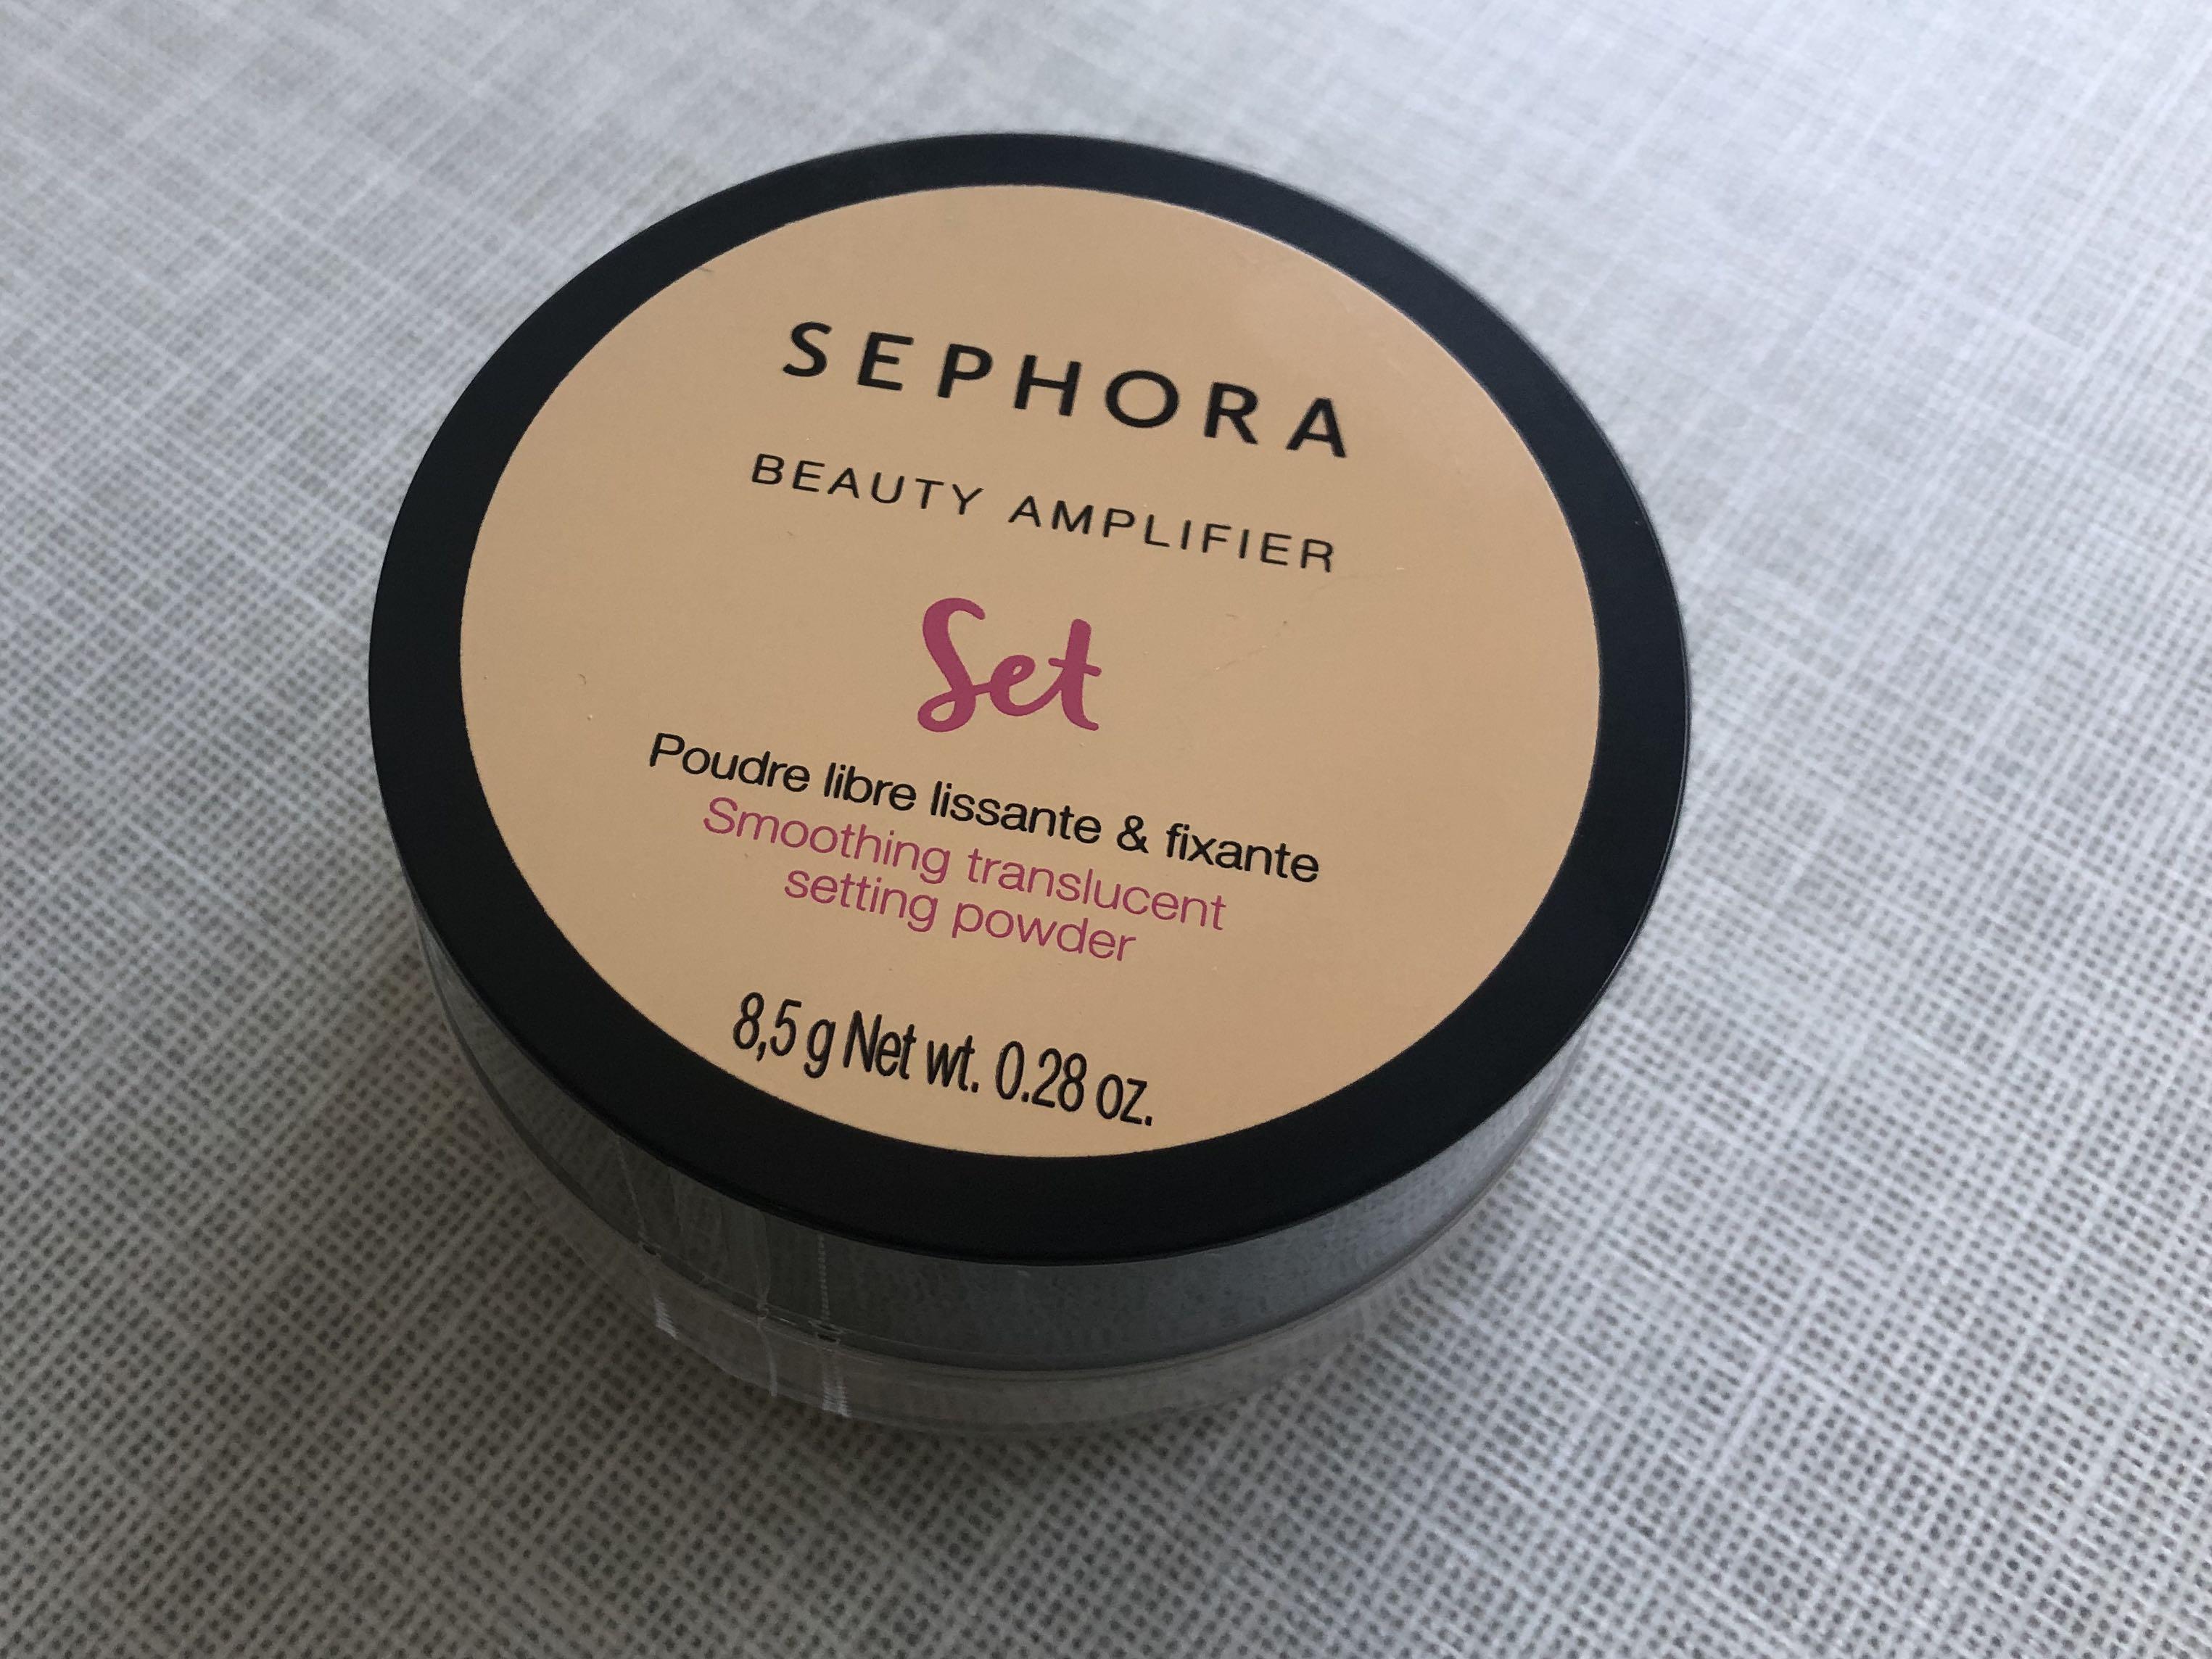 SEPHORA
BEAUTY AMPLIFIER
Set
Poudre libre lissante & fixante
Smoothing translucent
setting powder
8,5 g Net wt. 0.28 oz.